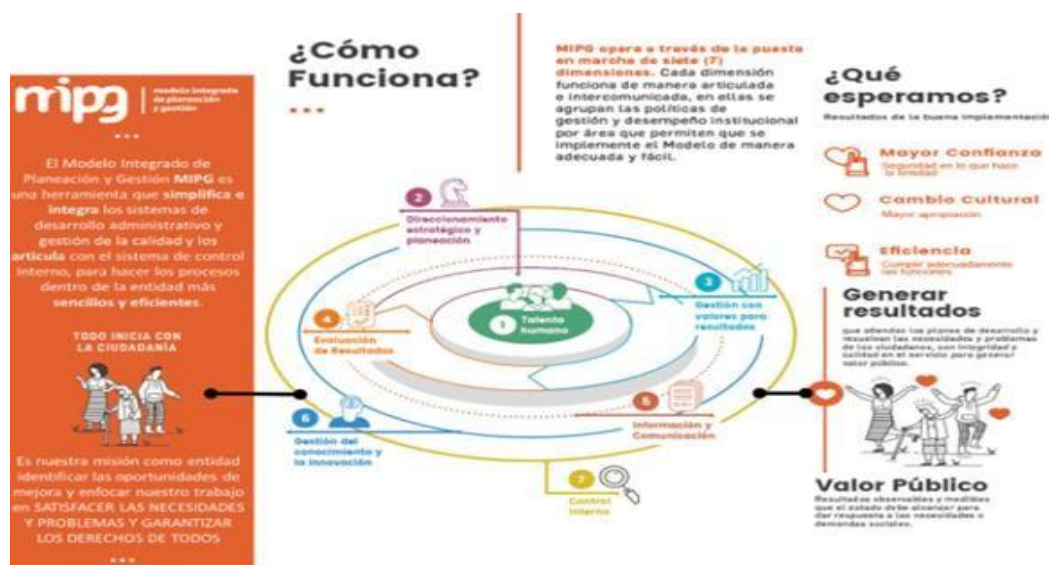 mipg
modelo integrado
de planeación
y gestión
El Modelo Integrado de
Planeación y Gestión MIPG es
una herramienta que simplifica e
integra los sistemas de
desarrollo administrativo y
gestión de la calidad y los
articula con el sistema de control
interno, para hacer los procesos
dentro de la entidad más
sencillos y eficientes.
TODO INICIA CON
LA CIUDADANÍA
Es nuestra misión como entidad
identificar las oportunidades de
mejora y enfocar nuestro trabajo
en SATISFACER LAS NECESIDADES
Y PROBLEMAS Y GARANTIZAR
LOS DERECHOS DE TODOS
¿Cómo
Funciona?
MIPG opera a través de la puesta
en marcha de siete (7)
dimensiones. Cada dimensión
funciona de manera articulada
e intercomunicada, en ellas se
agrupan las políticas de
gestión y desempeño institucional
por área que permiten que se
implemente el Modelo de manera
adecuada y fácil.
2
Direccionamiento
estratégico y
planeación
3
Gestión con
valores para
resultados
1 Talento
humano
4
Evaluación
de Resultados
5
Información y
Comunicación
6
Gestión del
conocimiento y
la innovación
7
Control
Interno
¿Qué
esperamos?
Resultados de la buena implementació
Mayor Confianza
Seguridad en lo que hace
la entidad
Cambio Cultural
Mayor apropiación
Eficiencia
Cumplir adecuadamente
las funciones
Generar
resultados
que atiendan los planes de desarrollo y
resuelvan las necesidades y problemas
de los ciudadanos, con integridad y
calidad en el servicio para generar
valor público.
Valor Público
Resultados observables y medibles
que el estado debe alcanzar para
dar respuesta a las necesidades o
demandas sociales.